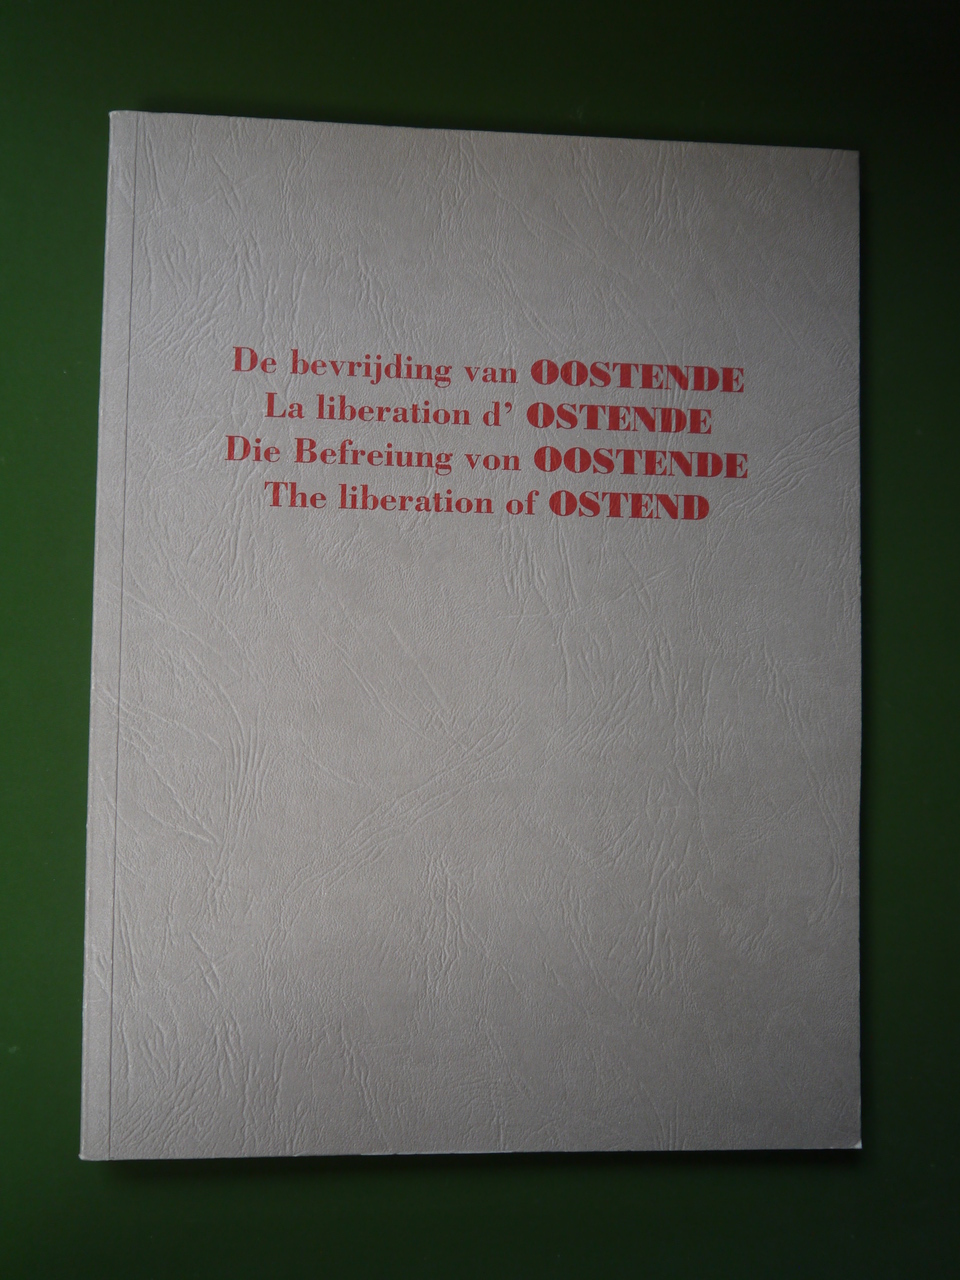 De bevrijding van OOSTENDE
La liberation d' OSTENDE
Die Befreiung von OOSTENDE
The liberation of OSTEND